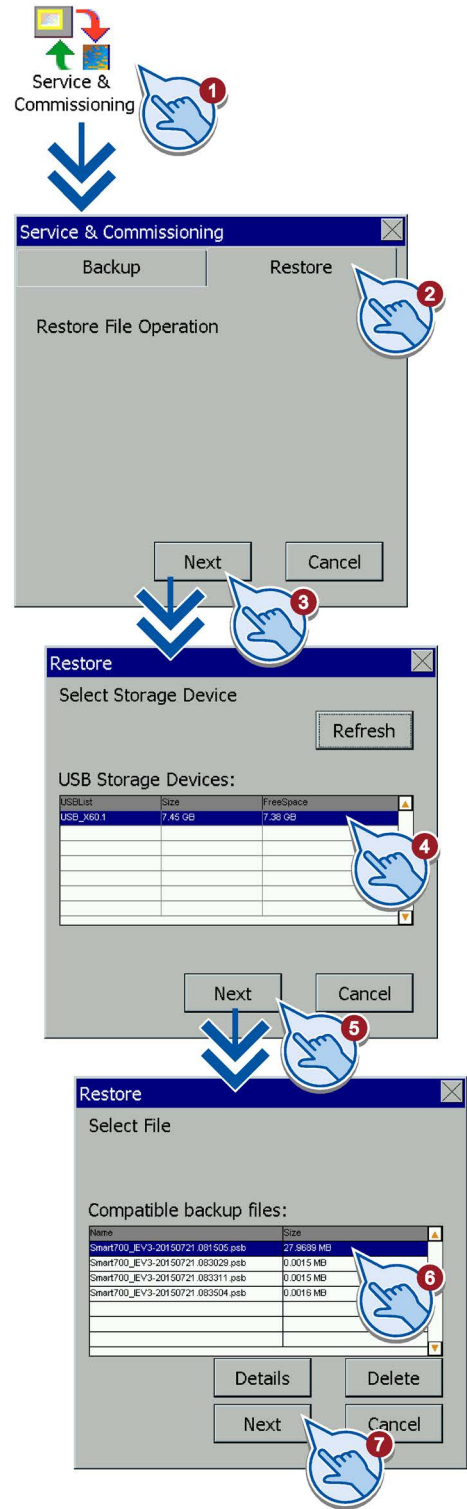 Service &
Commissioning
1
Service & Commissioning
Backup Restore
2
Restore File Operation
Next Cancel
3
Restore
Select Storage Device
Refresh
USB Storage Devices:
USBList Size FreeSpace
USB_X60.1 7.45 GB 7.38 GB
4
Next Cancel
5
Restore
Select File
Compatible backup files:
Name Size
Smart700_IEV3-20150721.081505.psb 27.9689 MB
Smart700_IEV3-20150721.083029.psb 0.0015 MB
Smart700_IEV3-20150721.083311.psb 0.0015 MB
Smart700_IEV3-20150721.083504.psb 0.0016 MB
6
Details Delete
Next Cancel
7